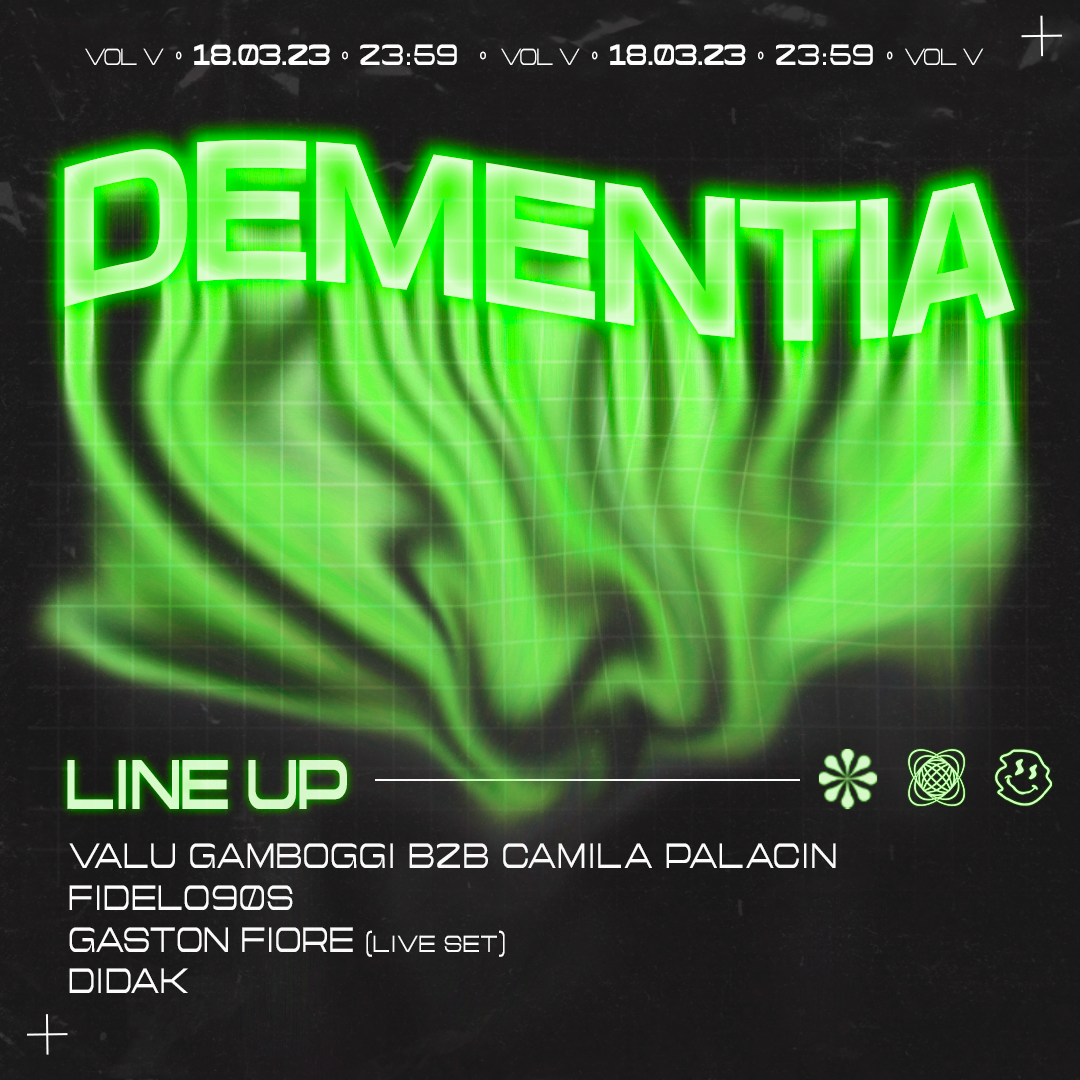 VOL V ° 18.03.23 ° 23:59 ° VOL V ° 18.03.23 ° 23:59 ° VOL V
DEMENTIA
LINE UP
VALU GAMBOGGI B2B CAMILA PALACIN
FIDELO90S
GASTON FIORE (LIVE SET)
DIDAK